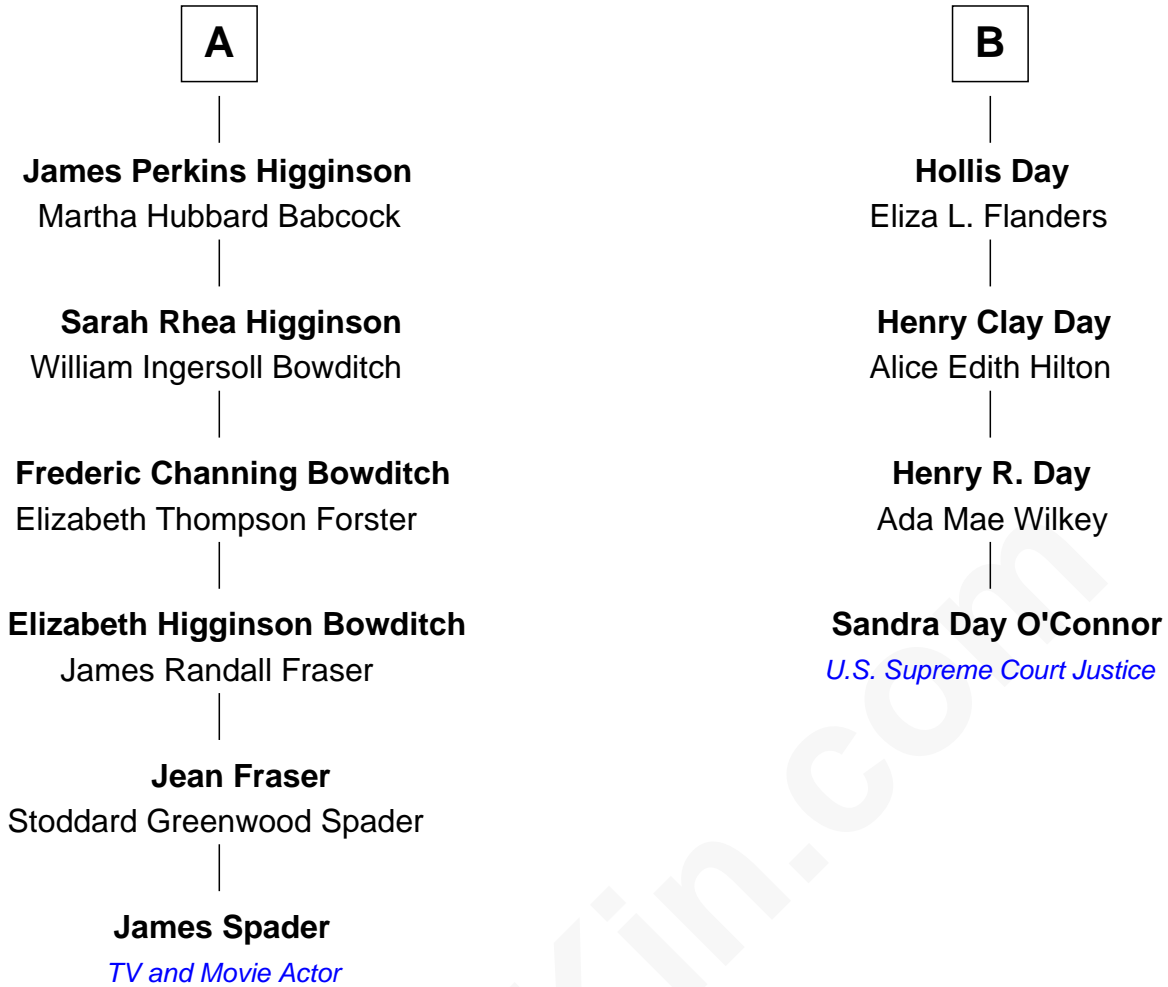 A
James Perkins Higginson
Martha Hubbard Babcock
Sarah Rhea Higginson
William Ingersoll Bowditch
Frederic Channing Bowditch
Elizabeth Thompson Forster
Elizabeth Higginson Bowditch
James Randall Fraser
Jean Fraser
Stoddard Greenwood Spader
James Spader
TV and Movie Actor
B
Hollis Day
Eliza L. Flanders
Henry Clay Day
Alice Edith Hilton
Henry R. Day
Ada Mae Wilkey
Sandra Day O'Connor
U.S. Supreme Court Justice